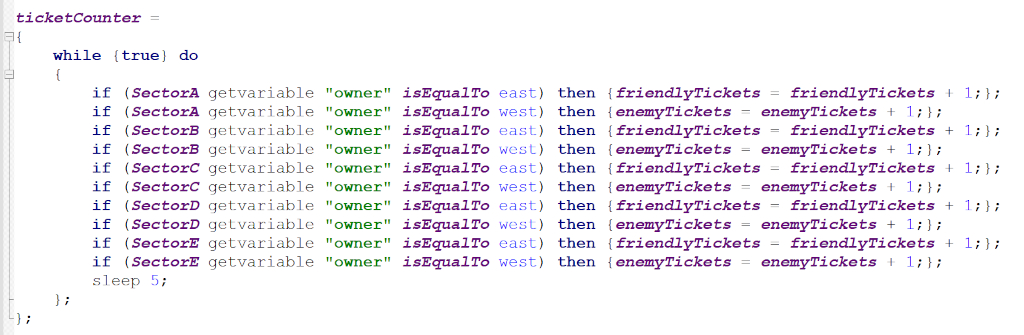 ticketCounter =
{
while {true} do
{
if (SectorA getvariable "owner" isEqualTo east) then {friendlyTickets = friendlyTickets + 1;};
if (SectorA getvariable "owner" isEqualTo west) then {enemyTickets = enemyTickets + 1;};
if (SectorB getvariable "owner" isEqualTo east) then {friendlyTickets = friendlyTickets + 1;};
if (SectorB getvariable "owner" isEqualTo west) then {enemyTickets = enemyTickets + 1;};
if (SectorC getvariable "owner" isEqualTo east) then {friendlyTickets = friendlyTickets + 1;};
if (SectorC getvariable "owner" isEqualTo west) then {enemyTickets = enemyTickets + 1;};
if (SectorD getvariable "owner" isEqualTo east) then {friendlyTickets = friendlyTickets + 1;};
if (SectorD getvariable "owner" isEqualTo west) then {enemyTickets = enemyTickets + 1;};
if (SectorE getvariable "owner" isEqualTo east) then {friendlyTickets = friendlyTickets + 1;};
if (SectorE getvariable "owner" isEqualTo west) then {enemyTickets = enemyTickets + 1;};
sleep 5;
};
};